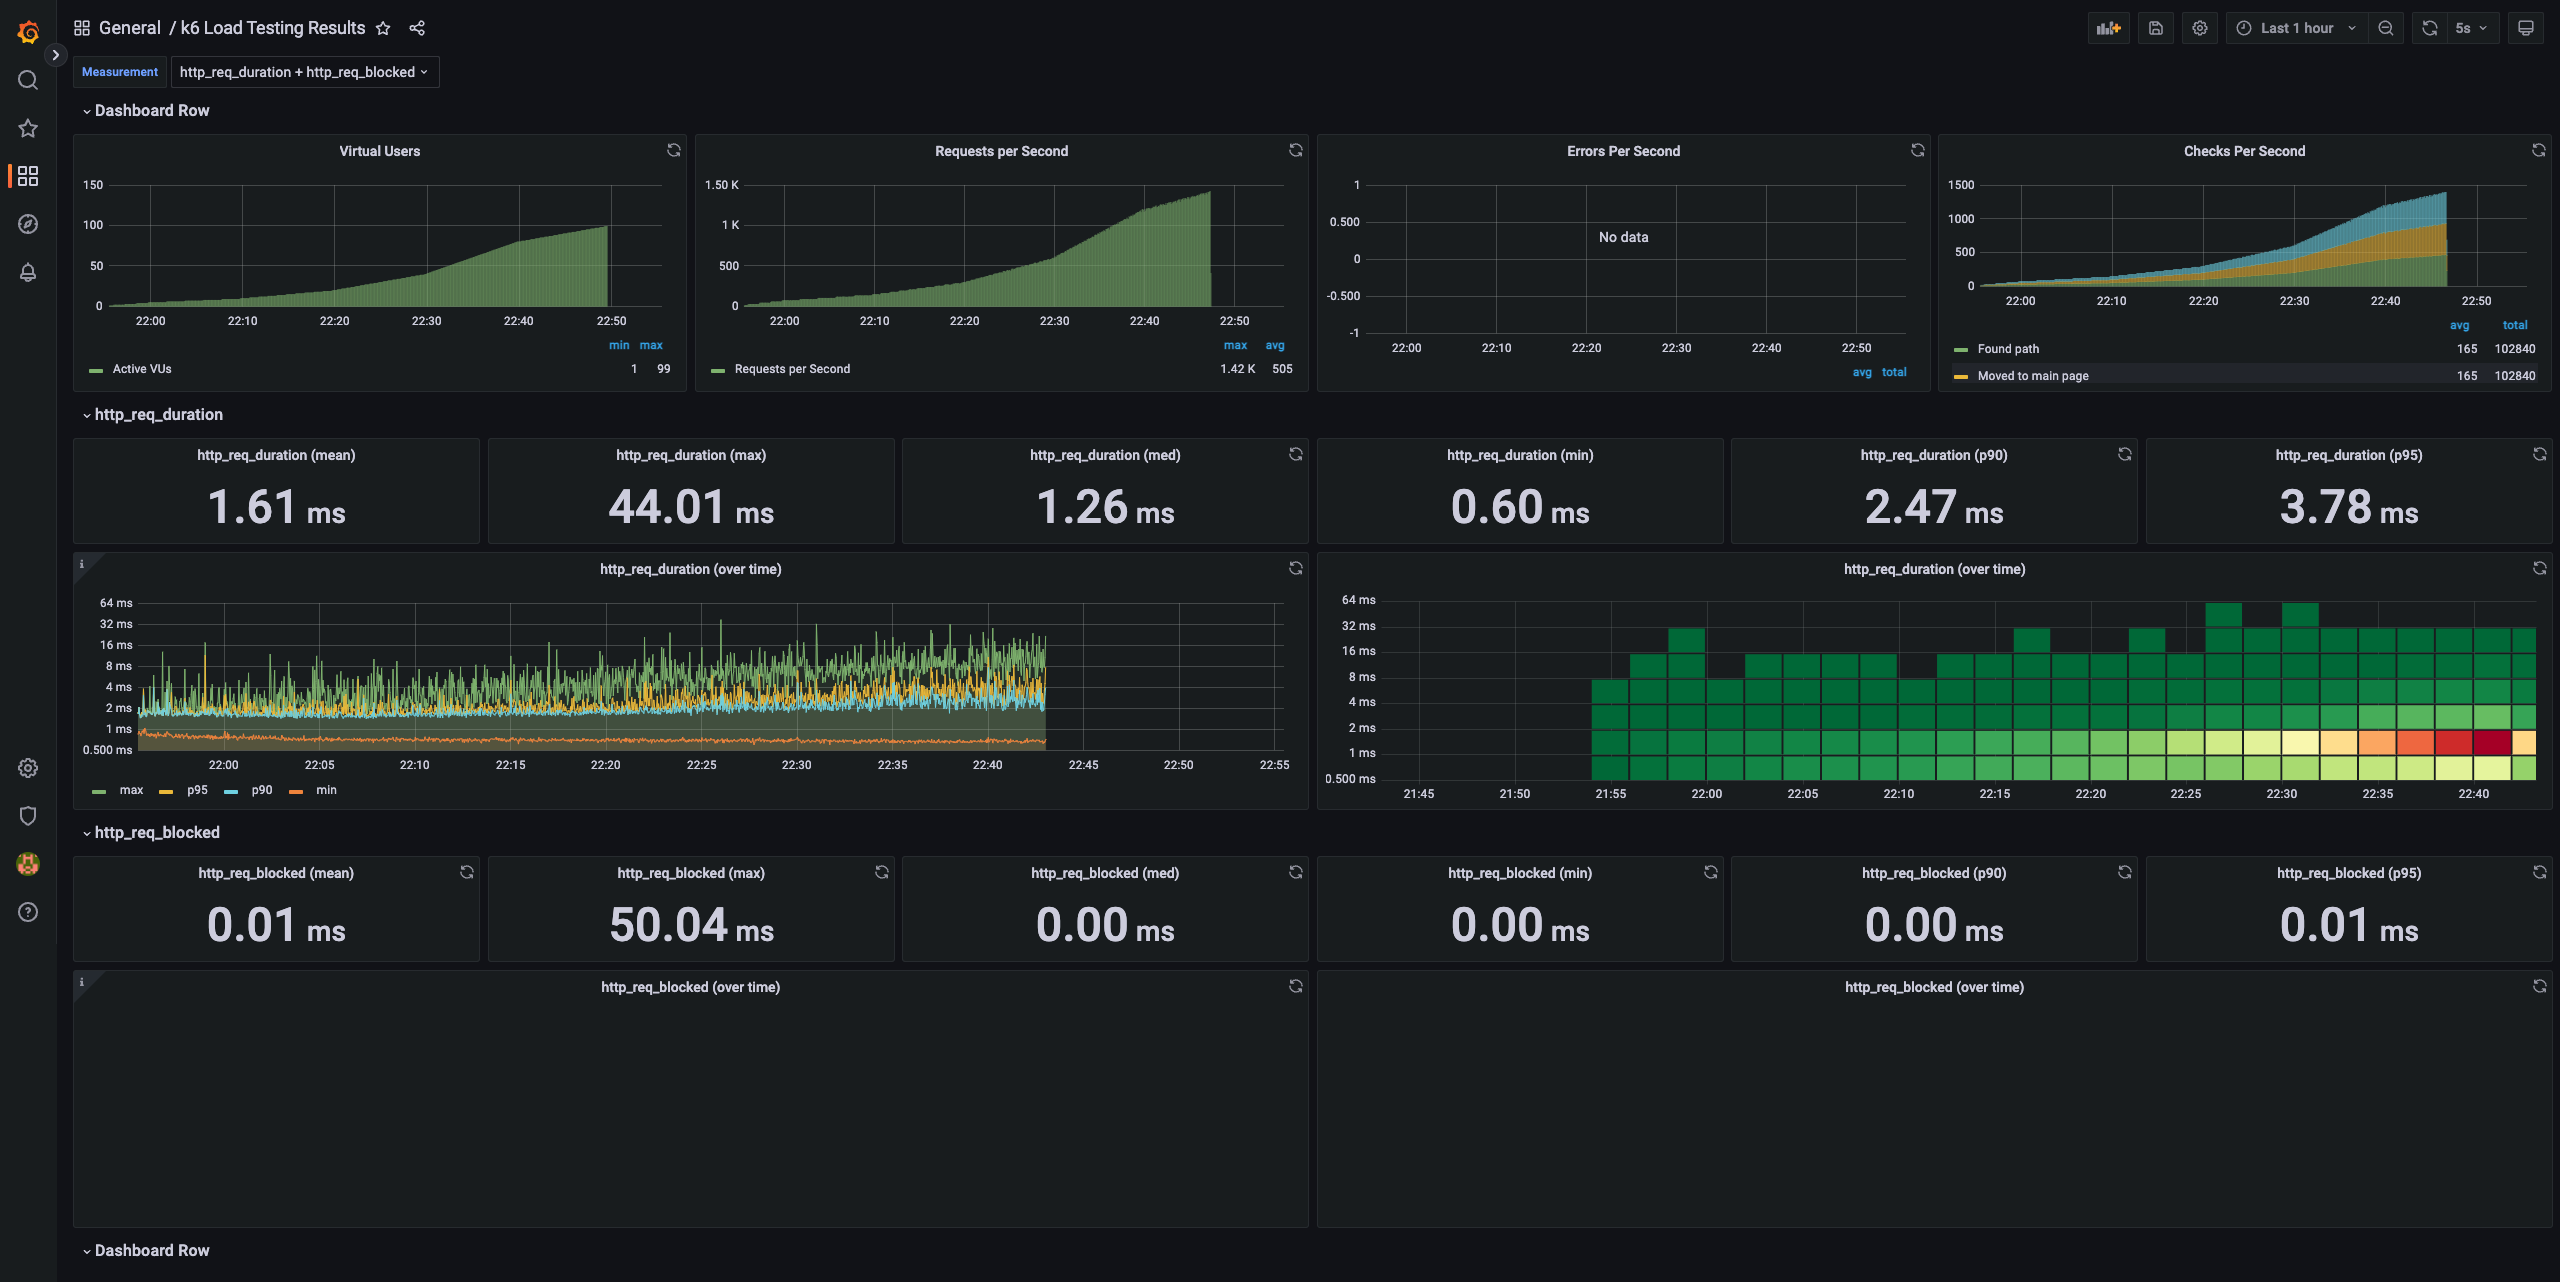 General / k6 Load Testing Results
Last 1 hour
5s
Measurement
http_req_duration + http_req_blocked
Dashboard Row
Virtual Users
150
100
50
0
22:00 22:10 22:20 22:30 22:40 22:50
min max
Active VUs 1 99
Requests per Second
1.50 K
1 K
500
0
22:00 22:10 22:20 22:30 22:40 22:50
max avg
Requests per Second 1.42 K 505
Errors Per Second
1
0.500
0
-0.500
-1
No data
22:00 22:10 22:20 22:30 22:40 22:50
avg total
Checks Per Second
1500
1000
500
0
22:00 22:10 22:20 22:30 22:40 22:50
avg total
Found path 165 102840
Moved to main page 165 102840
http_req_duration
http_req_duration (mean)
1.61 ms
http_req_duration (max)
44.01 ms
http_req_duration (med)
1.26 ms
http_req_duration (min)
0.60 ms
http_req_duration (p90)
2.47 ms
http_req_duration (p95)
3.78 ms
i
http_req_duration (over time)
64 ms
32 ms
16 ms
8 ms
4 ms
2 ms
1 ms
0.500 ms
22:00 22:05 22:10 22:15 22:20 22:25 22:30 22:35 22:40 22:45 22:50 22:55
max p95 p90 min
http_req_duration (over time)
64 ms
32 ms
16 ms
8 ms
4 ms
2 ms
1 ms
0.500 ms
21:45 21:50 21:55 22:00 22:05 22:10 22:15 22:20 22:25 22:30 22:35 22:40
http_req_blocked
http_req_blocked (mean)
0.01 ms
http_req_blocked (max)
50.04 ms
http_req_blocked (med)
0.00 ms
http_req_blocked (min)
0.00 ms
http_req_blocked (p90)
0.00 ms
http_req_blocked (p95)
0.01 ms
i
http_req_blocked (over time)
http_req_blocked (over time)
Dashboard Row